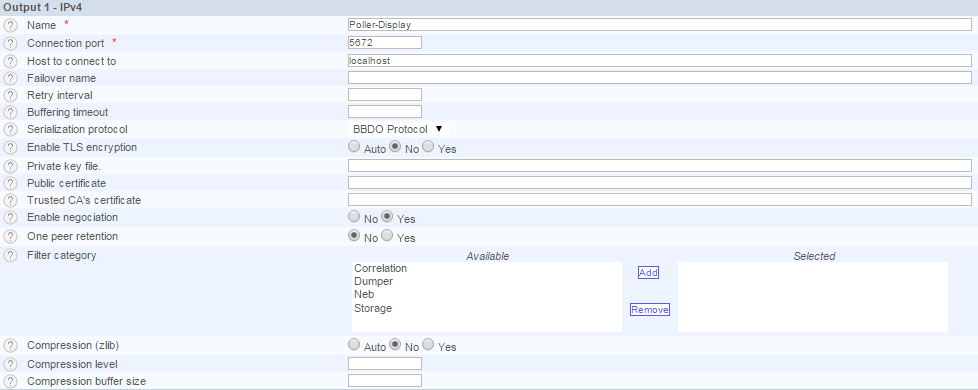 Output 1 - IPv4
? Name * Poller-Display
? Connection port * 5672
? Host to connect to localhost
? Failover name
? Retry interval
? Buffering timeout
? Serialization protocol BBDO Protocol
? Enable TLS encryption Auto No Yes
? Private key file.
? Public certificate
? Trusted CA's certificate
? Enable negociation No Yes
? One peer retention No Yes
? Filter category Available Selected
Correlation
Add
Dumper
Neb
Storage
Remove
? Compression (zlib) Auto No Yes
? Compression level
? Compression buffer size